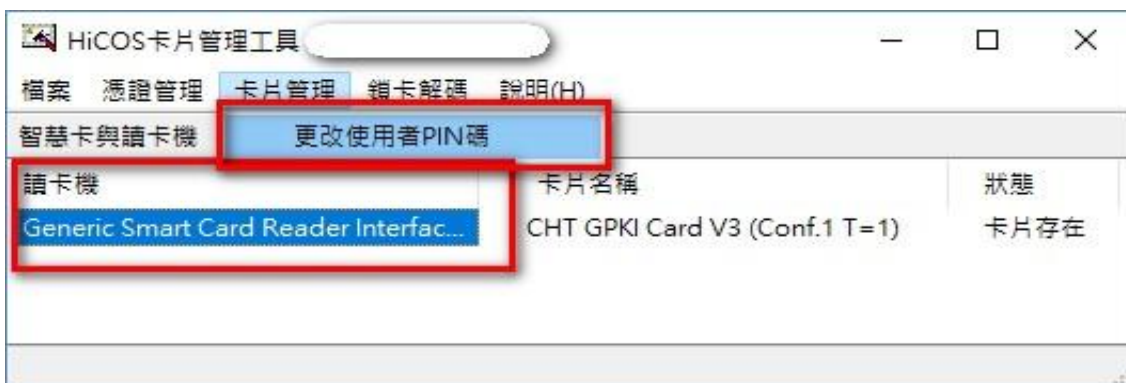 HiCOS卡片管理工具
檔案 憑證管理 卡片管理 鎖卡解碼 說明(H)
智慧卡與讀卡機 更改使用者PIN碼
讀卡機 卡片名稱 狀態
Generic Smart Card Reader Interfac... CHT GPKI Card V3 (Conf.1 T=1) 卡片存在